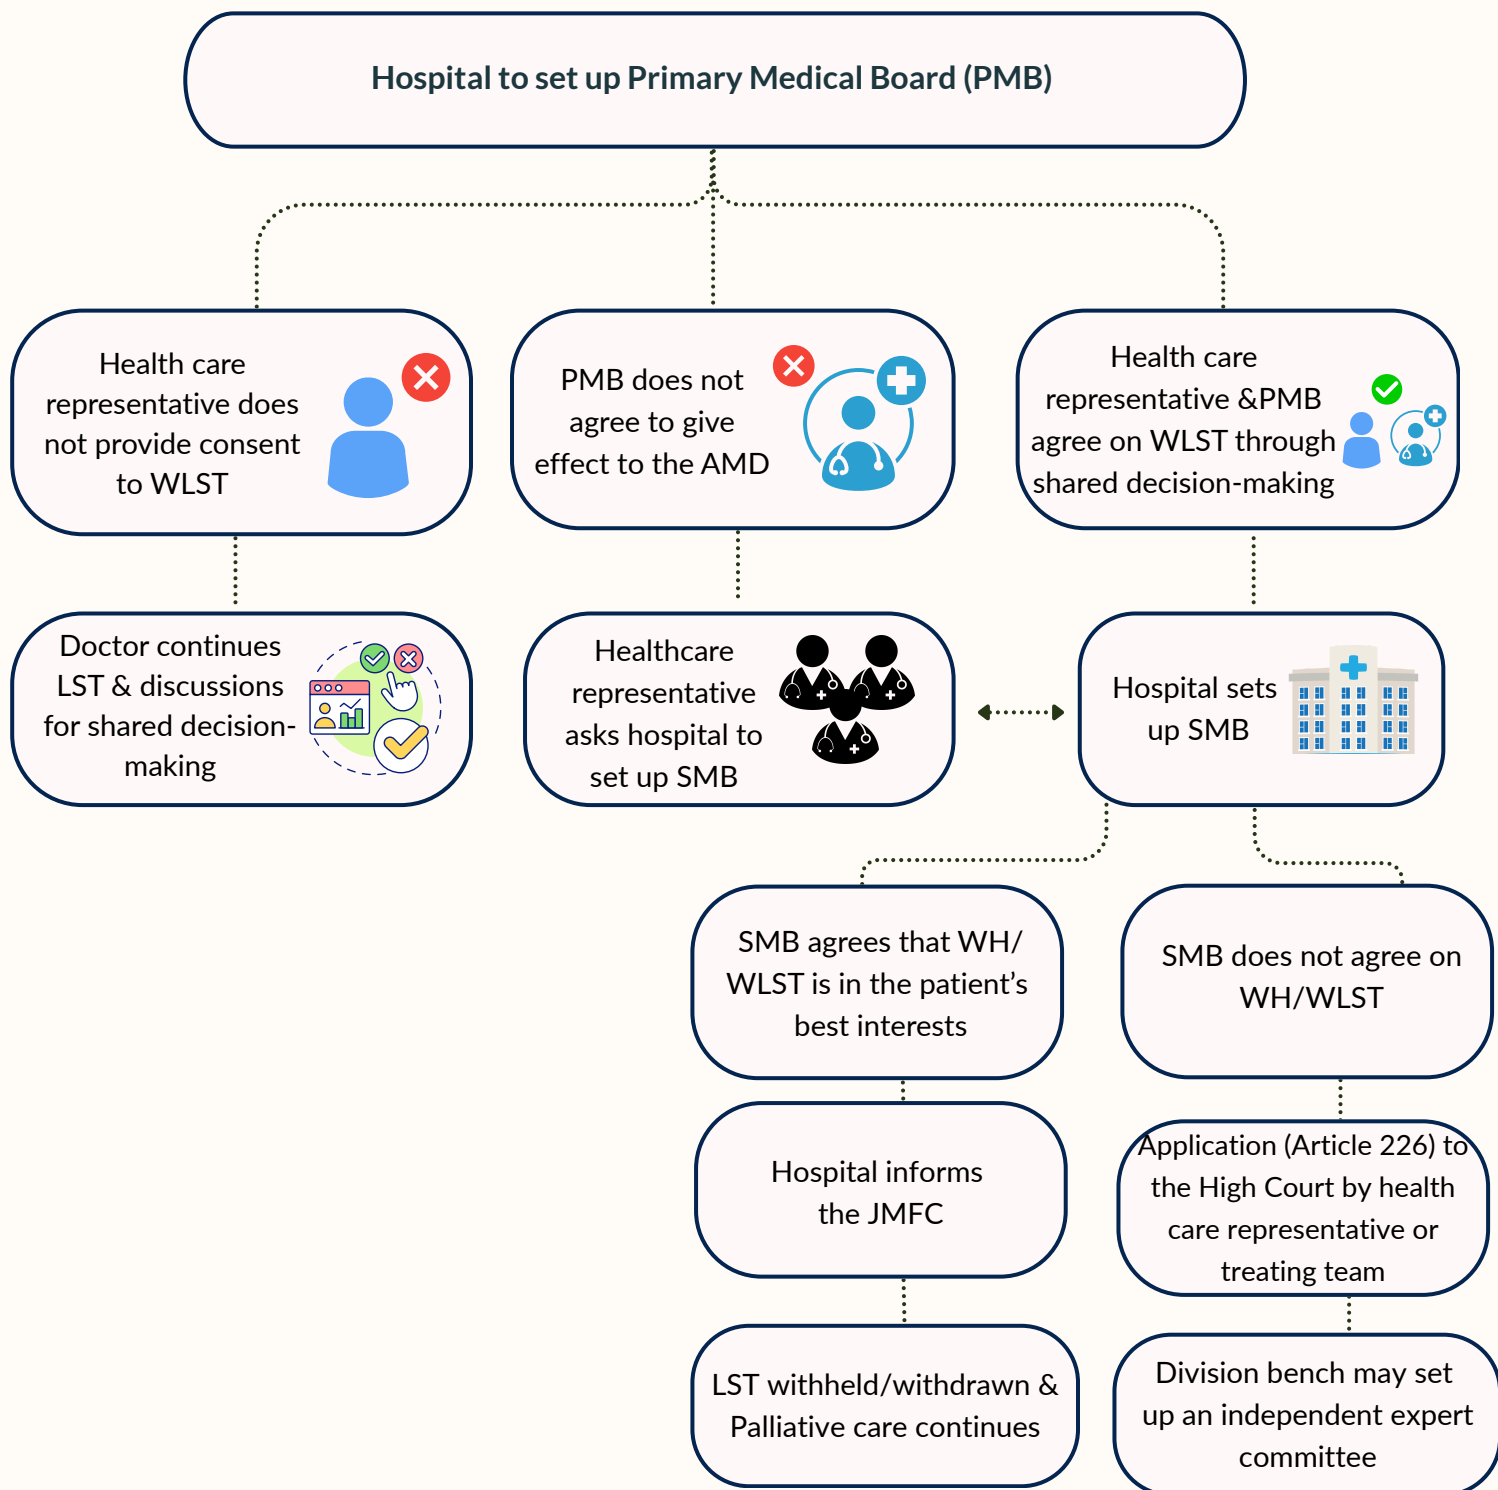 Hospital to set up Primary Medical Board (PMB)
Health care
representative does
not provide consent
to WLST
PMB does not
agree to give
effect to the AMD
Health care
representative &PMB
agree on WLST through
shared decision-making
Doctor continues
LST & discussions
for shared decision-
making
Healthcare
representative
asks hospital to
set up SMB
Hospital sets
up SMB
SMB agrees that WH/
WLST is in the patient’s
best interests
SMB does not agree on
WH/WLST
Hospital informs
the JMFC
Application (Article 226) to
the High Court by health
care representative or
treating team
LST withheld/withdrawn &
Palliative care continues
Division bench may set
up an independent expert
committee